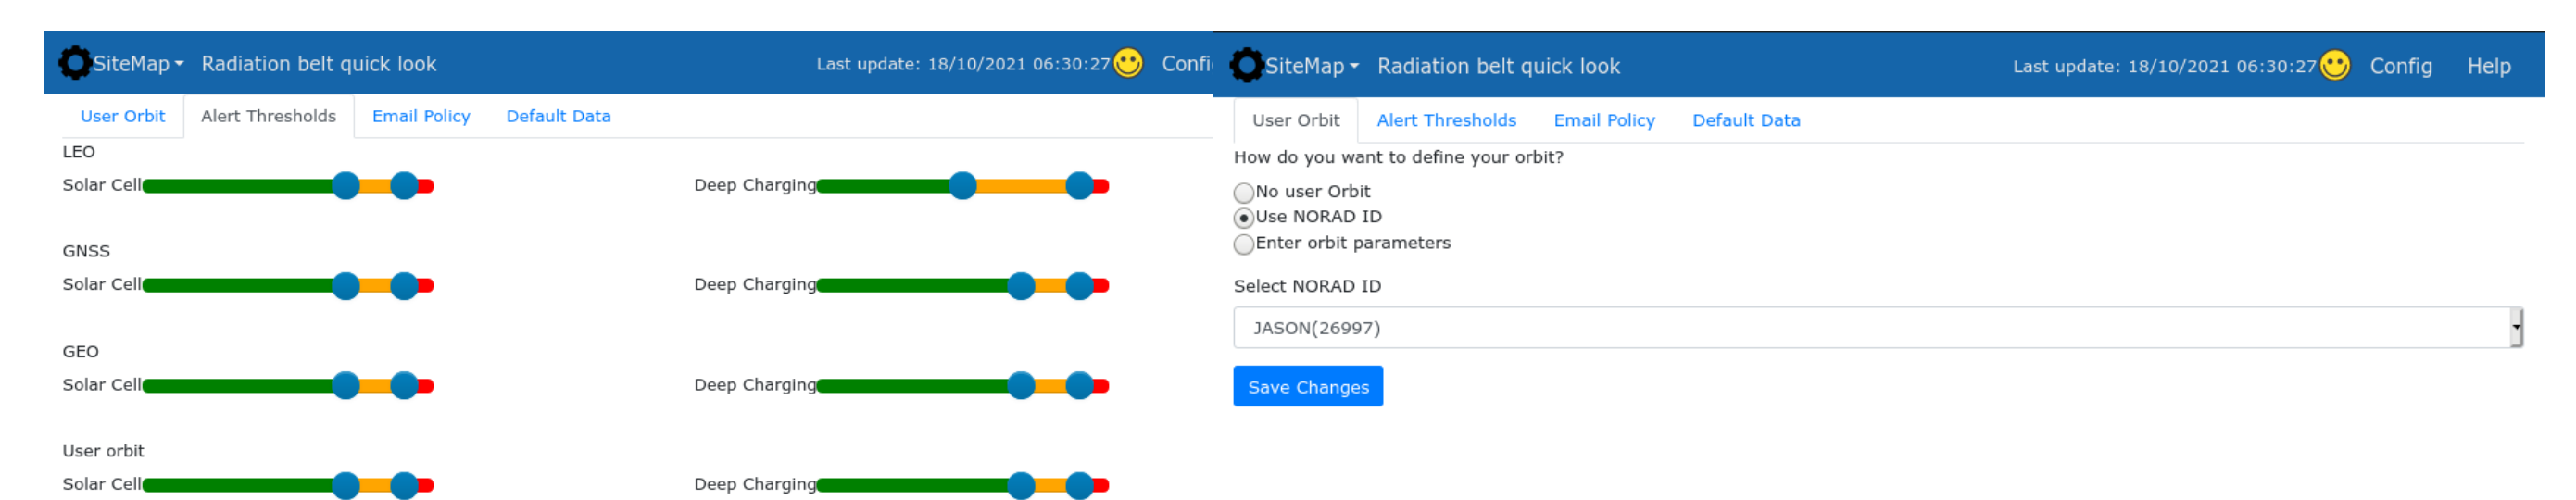 SiteMap Radiation belt quick look Last update: 18/10/2021 06:30:27 Confi
User Orbit Alert Thresholds Email Policy Default Data
LEO
Solar Cell Deep Charging
GNSS
Solar Cell Deep Charging
GEO
Solar Cell Deep Charging
User orbit
Solar Cell Deep Charging
SiteMap Radiation belt quick look Last update: 18/10/2021 06:30:27 Config Help
User Orbit Alert Thresholds Email Policy Default Data
How do you want to define your orbit?
No user Orbit
Use NORAD ID
Enter orbit parameters
Select NORAD ID
JASON(26997)
Save Changes